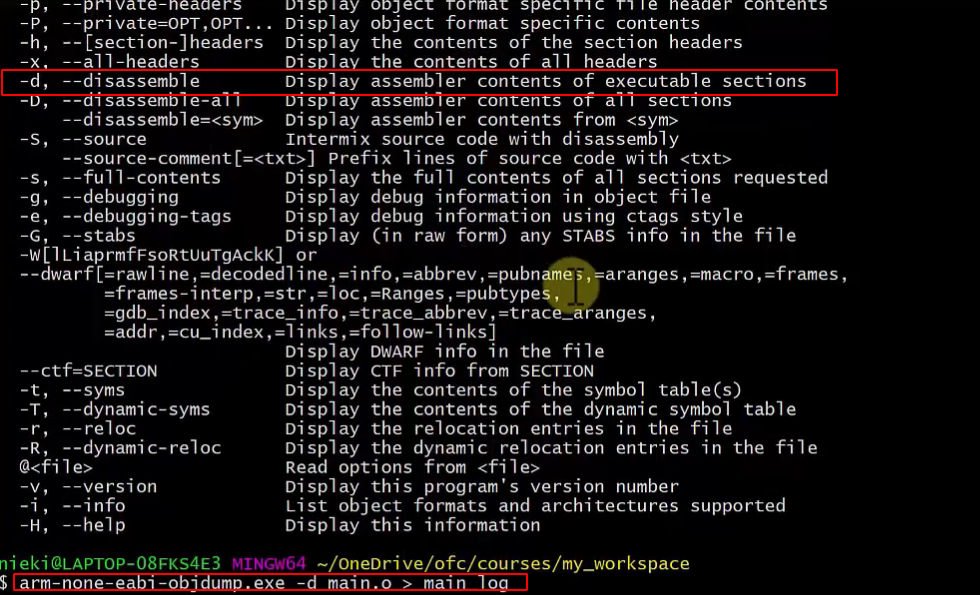 -p, --private-headers    Display object format specific file header contents
-P, --private=OPT,OPT... Display object format specific contents
-h, --[section-]headers  Display the contents of the section headers
-x, --all-headers        Display the contents of all headers
-d, --disassemble        Display assembler contents of executable sections
-D, --disassemble-all    Display assembler contents of all sections
    --disassemble=<sym>  Display assembler contents from <sym>
-S, --source             Intermix source code with disassembly
    --source-comment[=<txt>] Prefix lines of source code with <txt>
-s, --full-contents      Display the full contents of all sections requested
-g, --debugging          Display debug information in object file
-e, --debugging-tags     Display debug information using ctags style
-G, --stabs              Display (in raw form) any STABS info in the file
-W[lLiaprmfFsoRtUuTgAckK] or
--dwarf[=rawline,=decodedline,=info,=abbrev,=pubnames,=aranges,=macro,=frames,
        =frames-interp,=str,=loc,=Ranges,=pubtypes,
        =gdb_index,=trace_info,=trace_abbrev,=trace_aranges,
        =addr,=cu_index,=links,=follow-links]
                         Display DWARF info in the file
--ctf=SECTION            Display CTF info from SECTION
-t, --syms               Display the contents of the symbol table(s)
-T, --dynamic-syms       Display the contents of the dynamic symbol table
-r, --reloc              Display the relocation entries in the file
-R, --dynamic-reloc      Display the dynamic relocation entries in the file
@<file>                  Read options from <file>
-v, --version            Display this program's version number
-i, --info               List object formats and architectures supported
-H, --help               Display this information
nieki@LAPTOP-08FKS4E3 MINGW64 ~/OneDrive/ofc/courses/my_workspace
$ arm-none-eabi-objdump.exe -d main.o > main_log